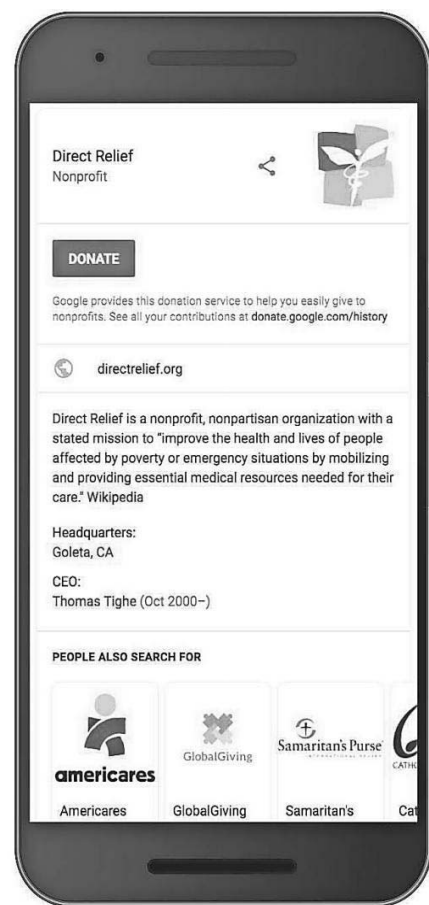 Direct Relief
Nonprofit
DONATE
Google provides this donation service to help you easily give to
nonprofits. See all your contributions at donate.google.com/history
directrelief.org
Direct Relief is a nonprofit, nonpartisan organization with a
stated mission to "improve the health and lives of people
affected by poverty or emergency situations by mobilizing
and providing essential medical resources needed for their
care." Wikipedia
Headquarters:
Goleta, CA
CEO:
Thomas Tighe (Oct 2000–)
PEOPLE ALSO SEARCH FOR
americares
GlobalGiving
Samaritan's Purse
CATHO
Americares
GlobalGiving
Samaritan's
Cat